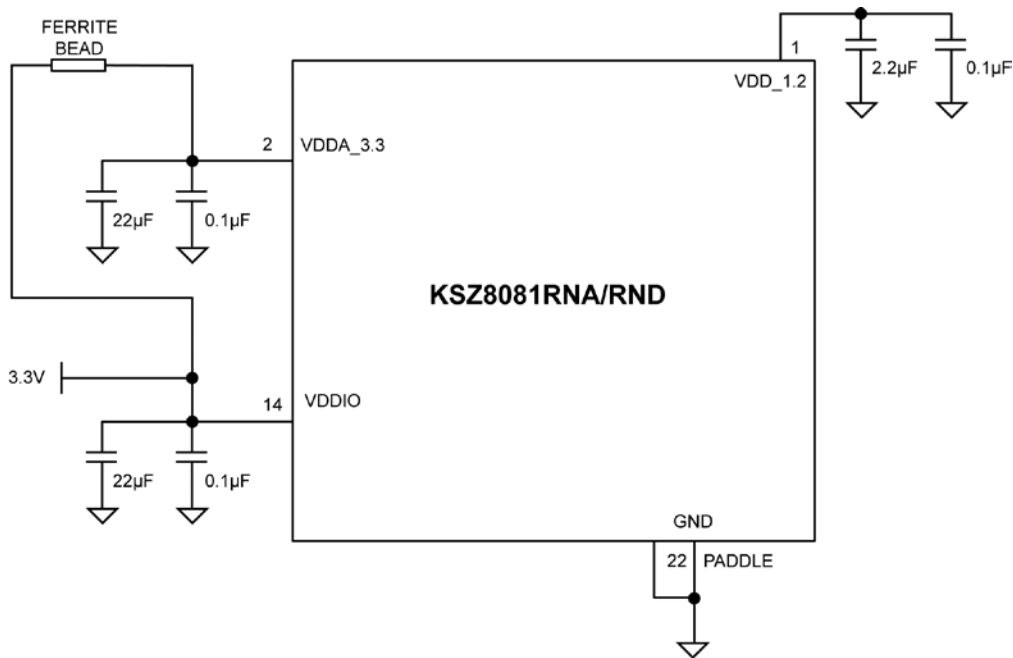 FERRITE
BEAD
1
VDD_1.2
2.2µF
0.1µF
2
VDDA_3.3
22µF
0.1µF
KSZ8081RNA/RND
3.3V
14
VDDIO
22µF
0.1µF
GND
22
PADDLE